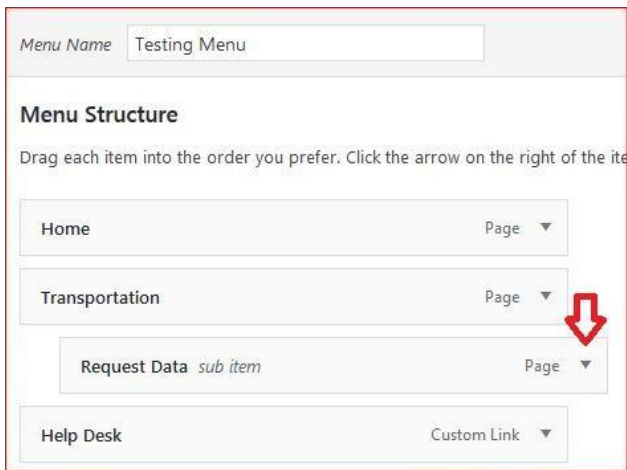 Menu Name Testing Menu
Menu Structure
Drag each item into the order you prefer. Click the arrow on the right of the ite
Home Page
Transportation Page
Request Data sub item Page
Help Desk Custom Link